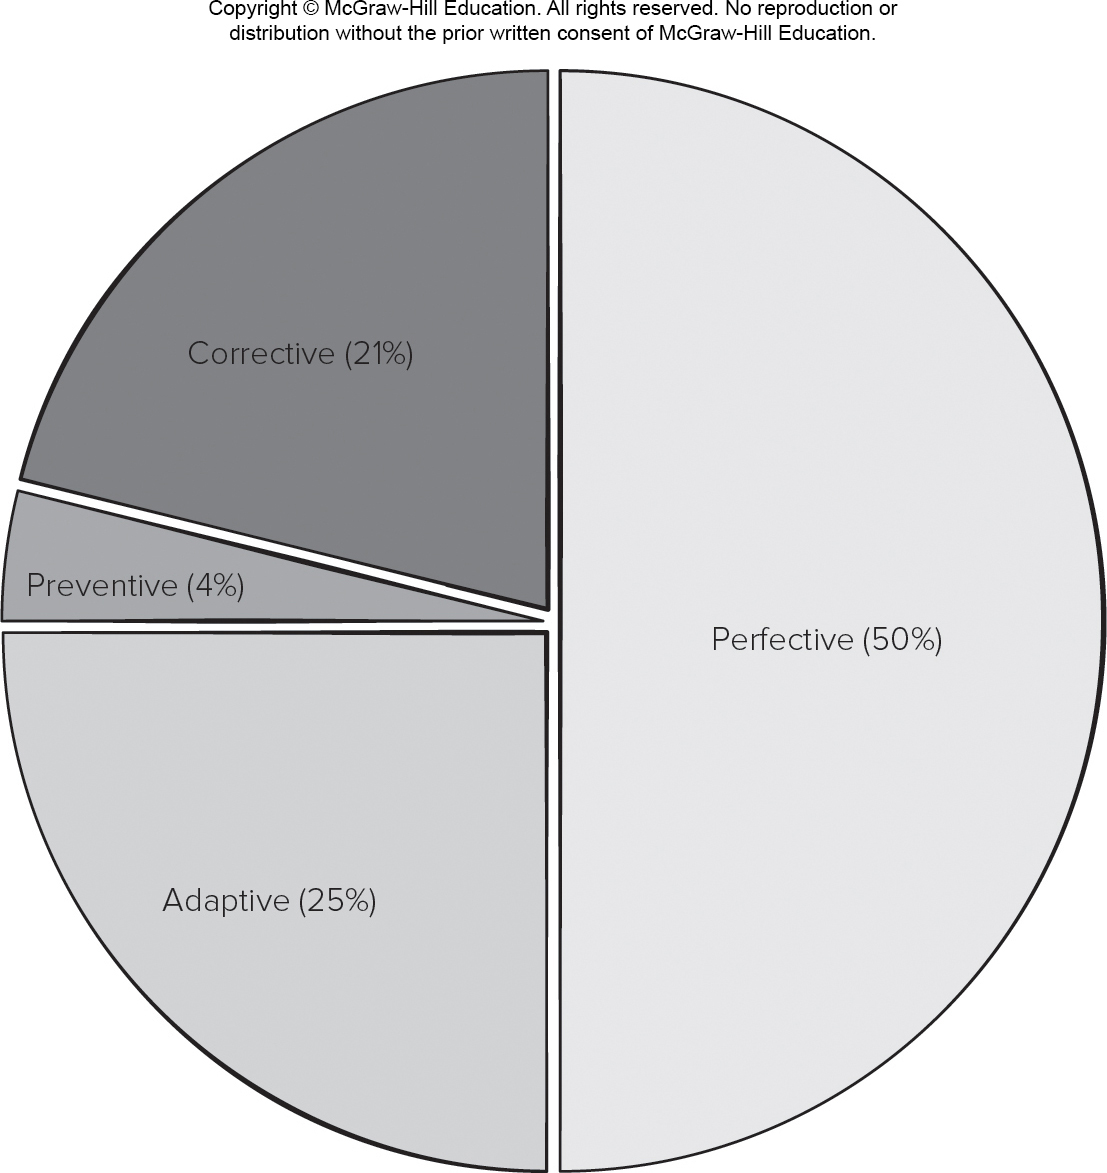 Copyright © McGraw-Hill Education. All rights reserved. No reproduction or
distribution without the prior written consent of McGraw-Hill Education.
Corrective (21%)
Preventive (4%)
Perfective (50%)
Adaptive (25%)